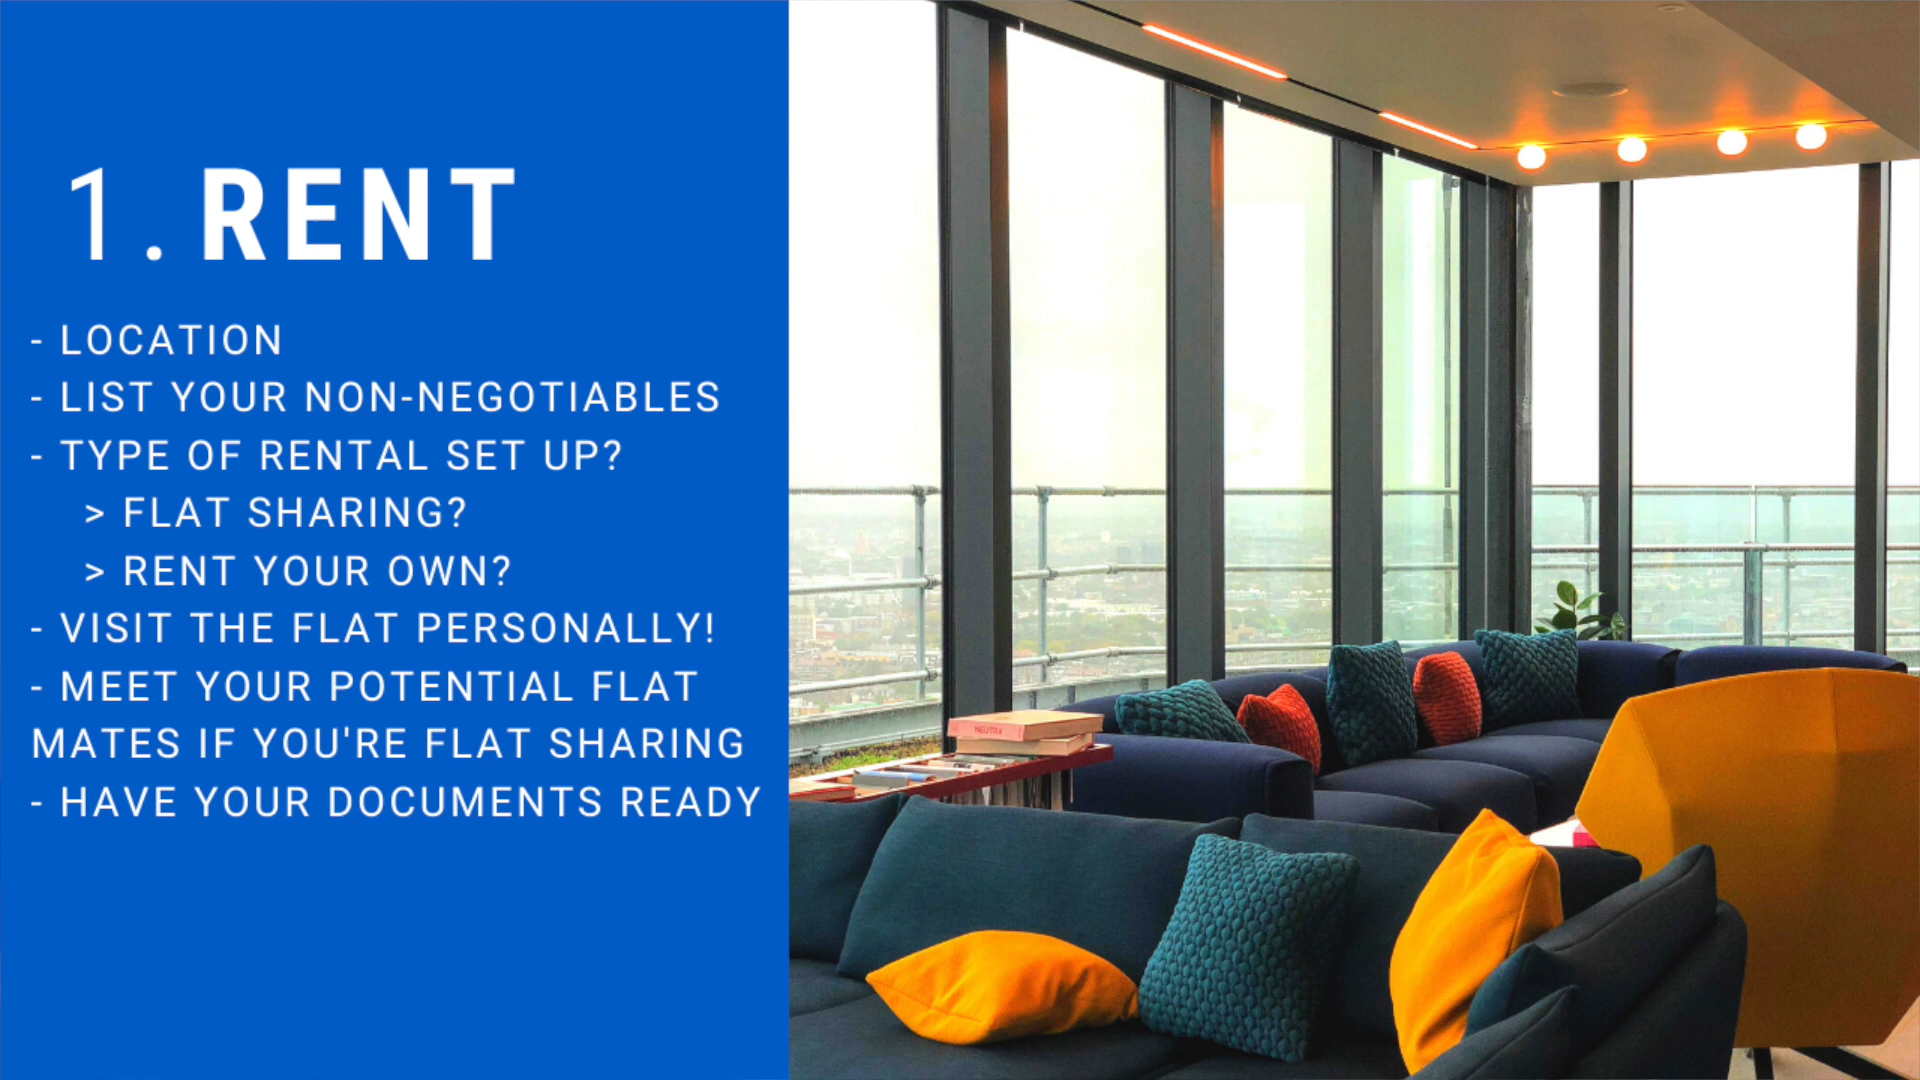 1. RENT
- LOCATION
- LIST YOUR NON-NEGOTIABLES
- TYPE OF RENTAL SET UP?
> FLAT SHARING?
> RENT YOUR OWN?
- VISIT THE FLAT PERSONALLY!
- MEET YOUR POTENTIAL FLAT
MATES IF YOU'RE FLAT SHARING
- HAVE YOUR DOCUMENTS READY
NEUTRA